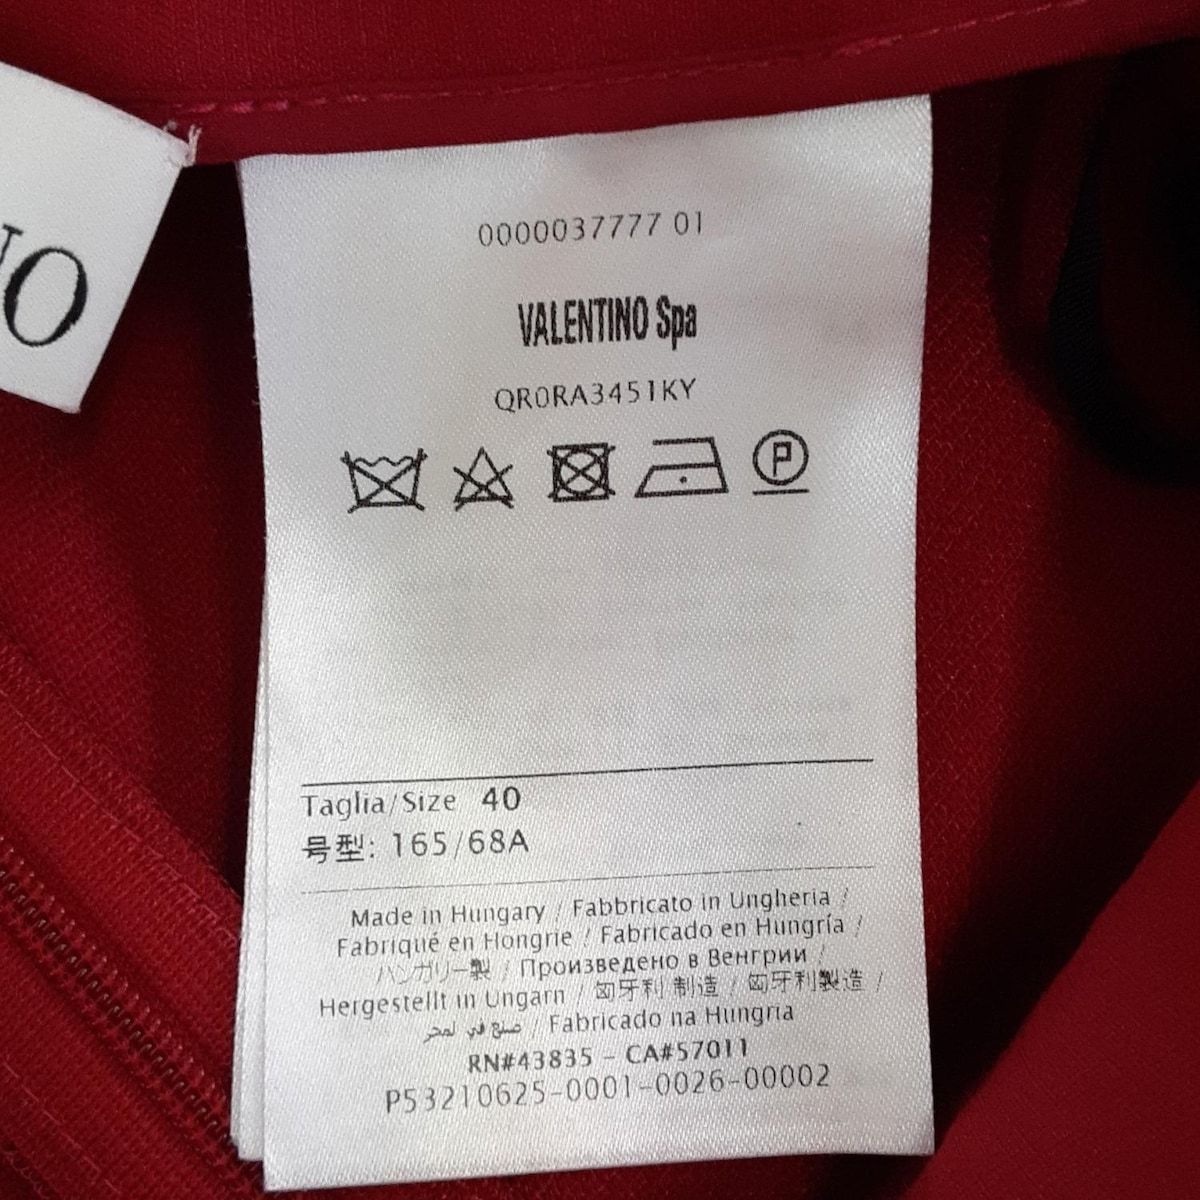 NO
0000037777 01
VALENTINO Spa
QR0RA3451KY
P
Taglia/Size 40
号型: 165/68A
Made in Hungary / Fabbricato in Ungheria /
Fabriqué en Hongrie / Fabricado en Hungría /
ハンガリー製 / Произведено в Венгрии /
Hergestellt in Ungarn / 匈牙利 制造 / 匈牙利製造 /
صنع في لمجر / Fabricado na Hungria
RN#43835 - CA#57011
P53210625-0001-0026-00002